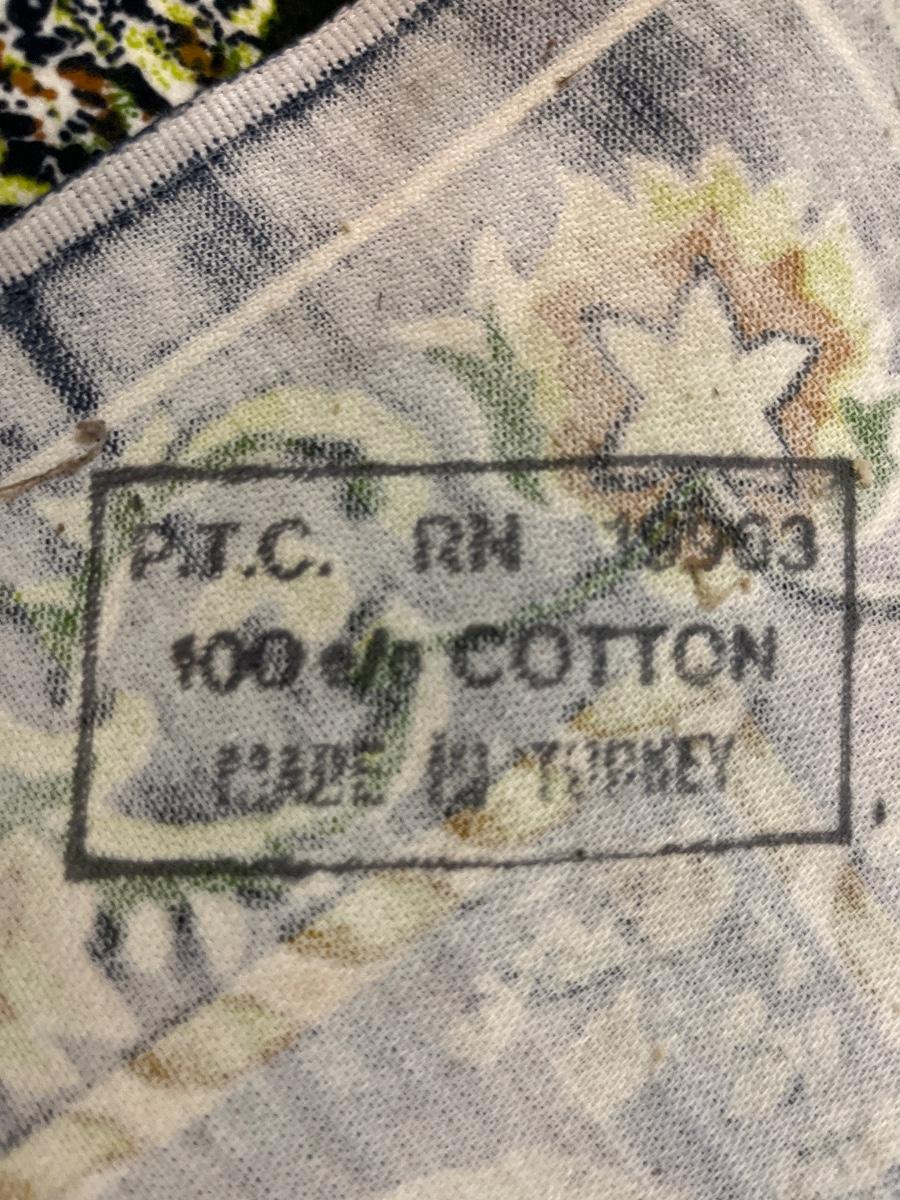 P.T.C. RN
100 % COTTON
MADE IN TURKEY